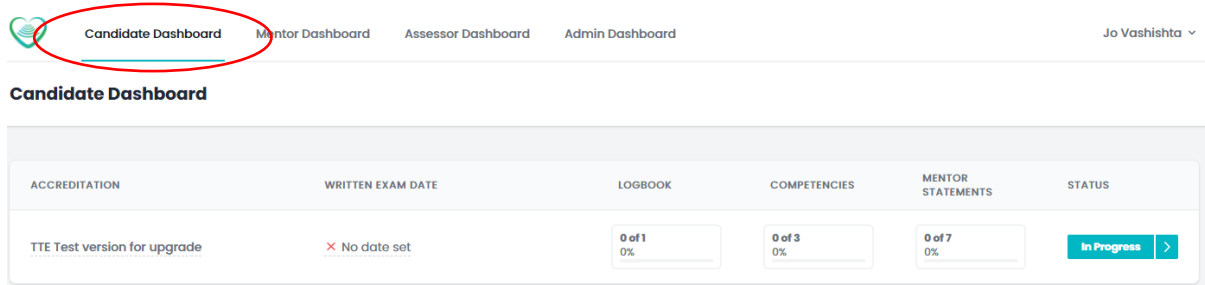 Candidate Dashboard Mentor Dashboard Assessor Dashboard Admin Dashboard Jo Vashishta
Candidate Dashboard
ACCREDITATION WRITTEN EXAM DATE LOGBOOK COMPETENCIES MENTOR STATEMENTS STATUS
TTE Test version for upgrade No date set 0 of 1 0 of 3 0 of 7 In Progress
0% 0% 0%